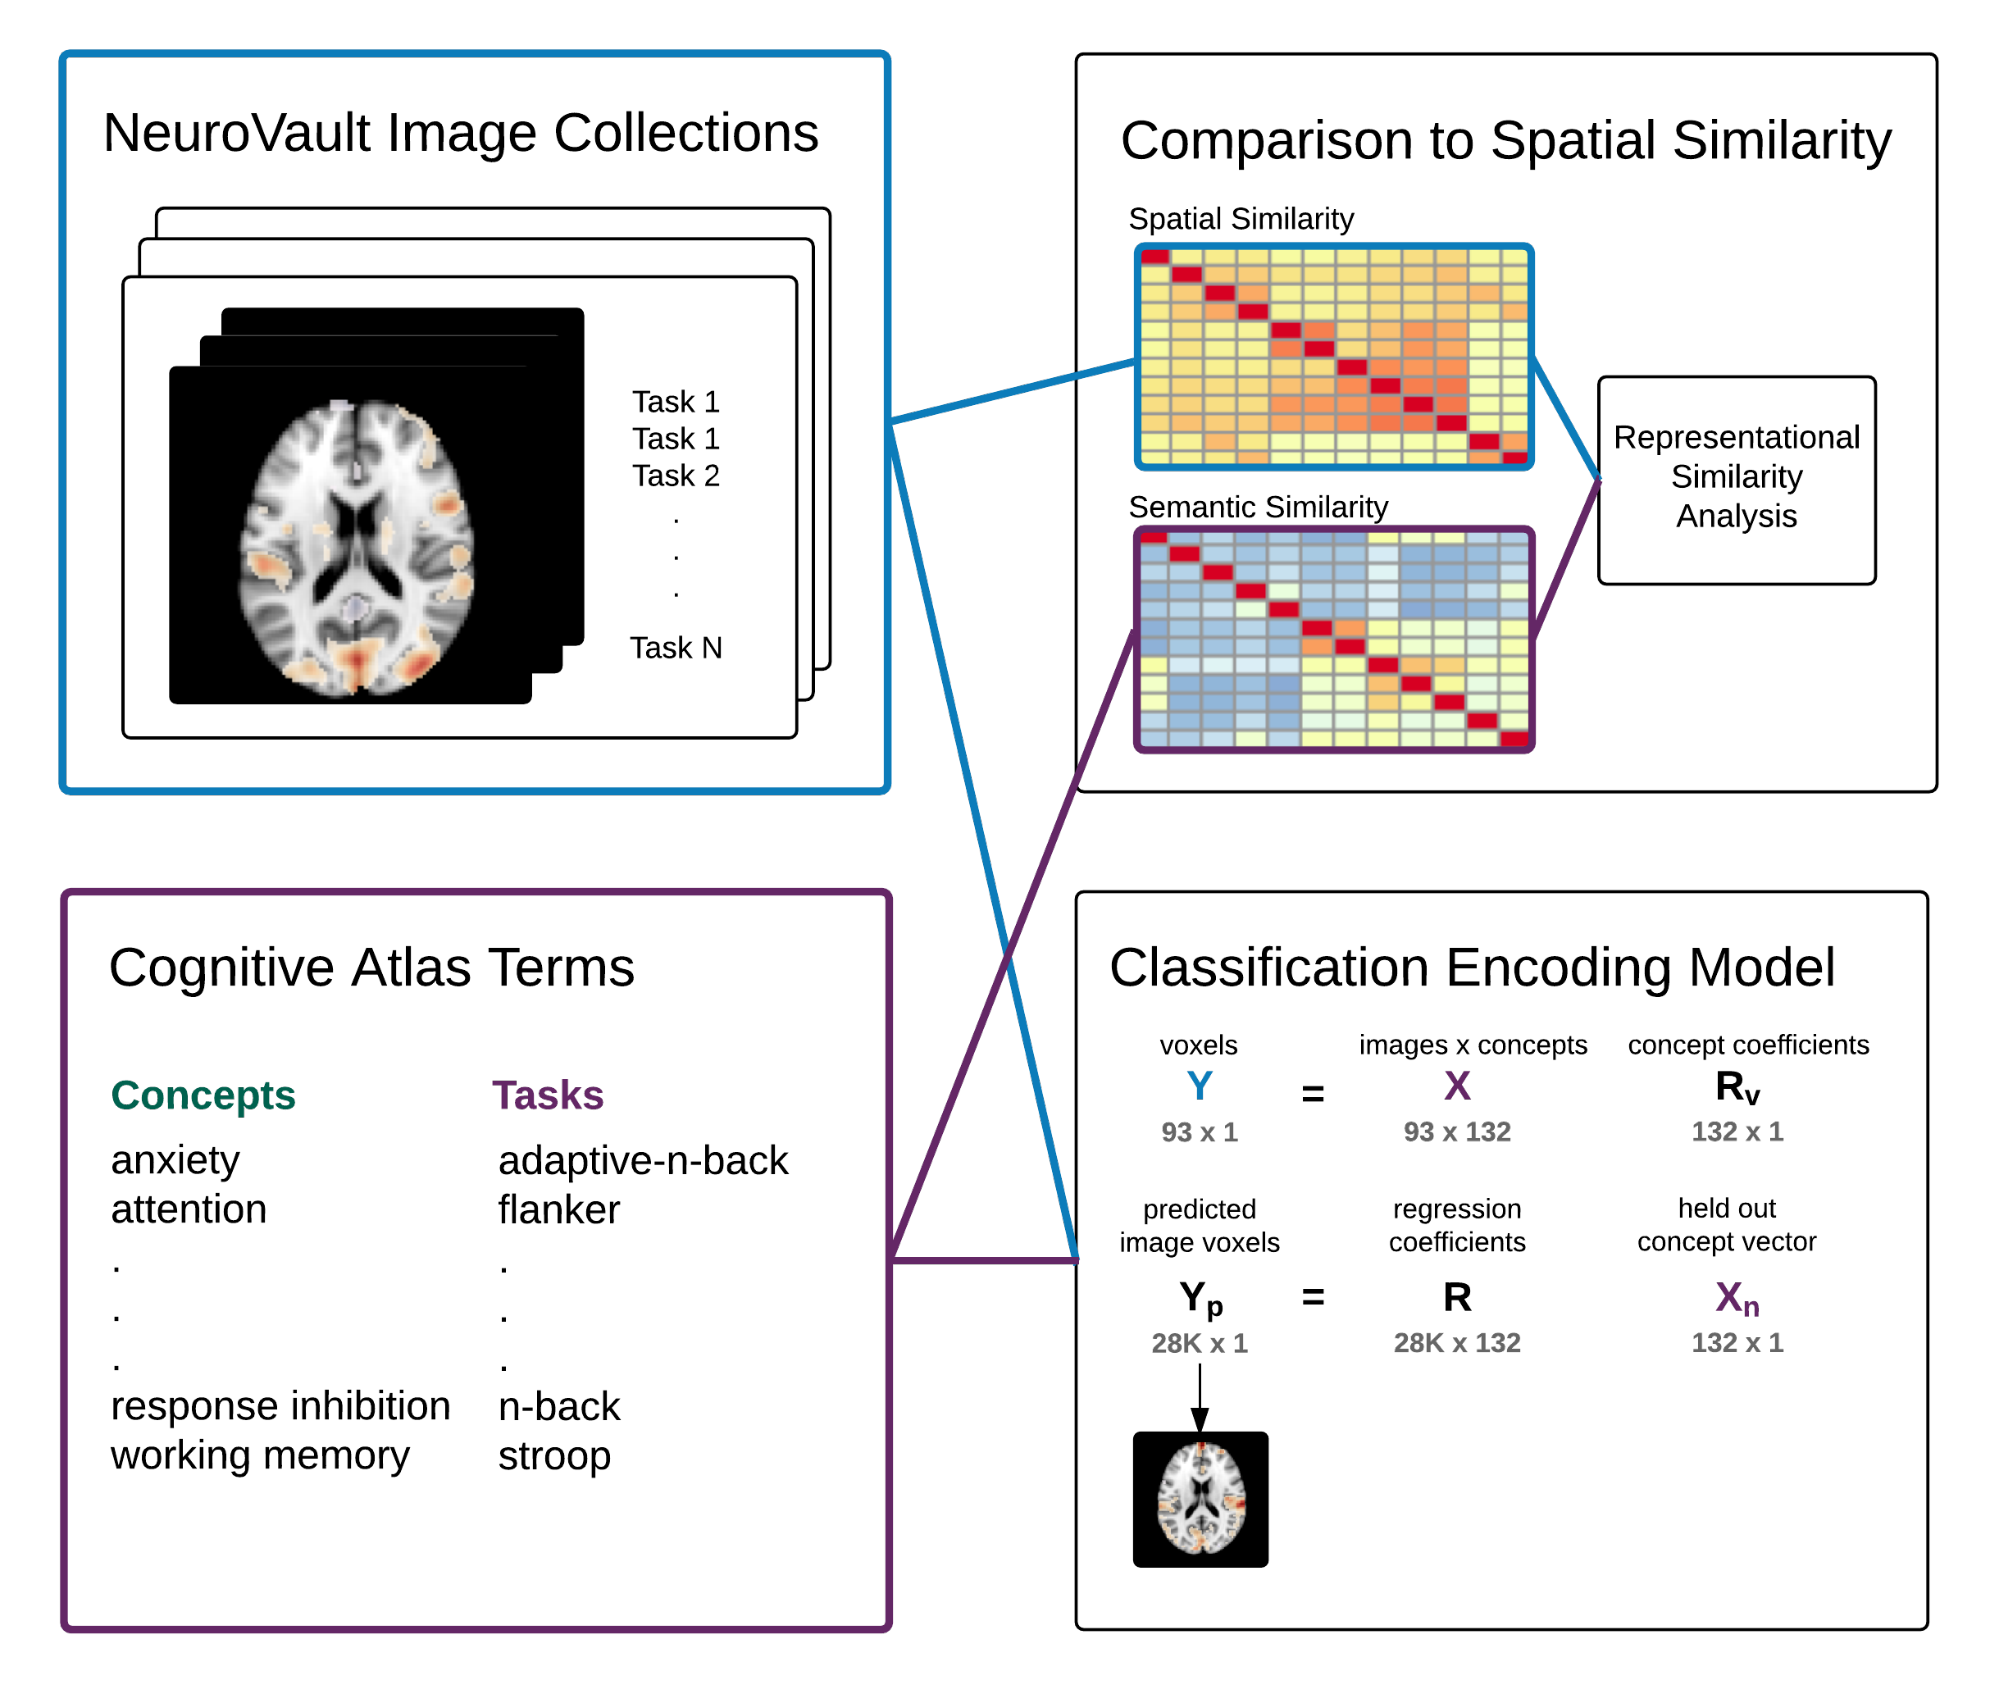 NeuroVault Image Collections
Task 1
Task 1
Task 2
.
.
.
Task N
Comparison to Spatial Similarity
Spatial Similarity
Semantic Similarity
Representational
Similarity
Analysis
Cognitive Atlas Terms
Concepts Tasks
anxiety adaptive-n-back
attention flanker
. .
. .
. .
response inhibition n-back
working memory stroop
Classification Encoding Model
voxels images x concepts concept coefficients
Y = X Rv
93 x 1 93 x 132 132 x 1
predicted regression held out
image voxels coefficients concept vector
Yp = R Xn
28K x 1 28K x 132 132 x 1